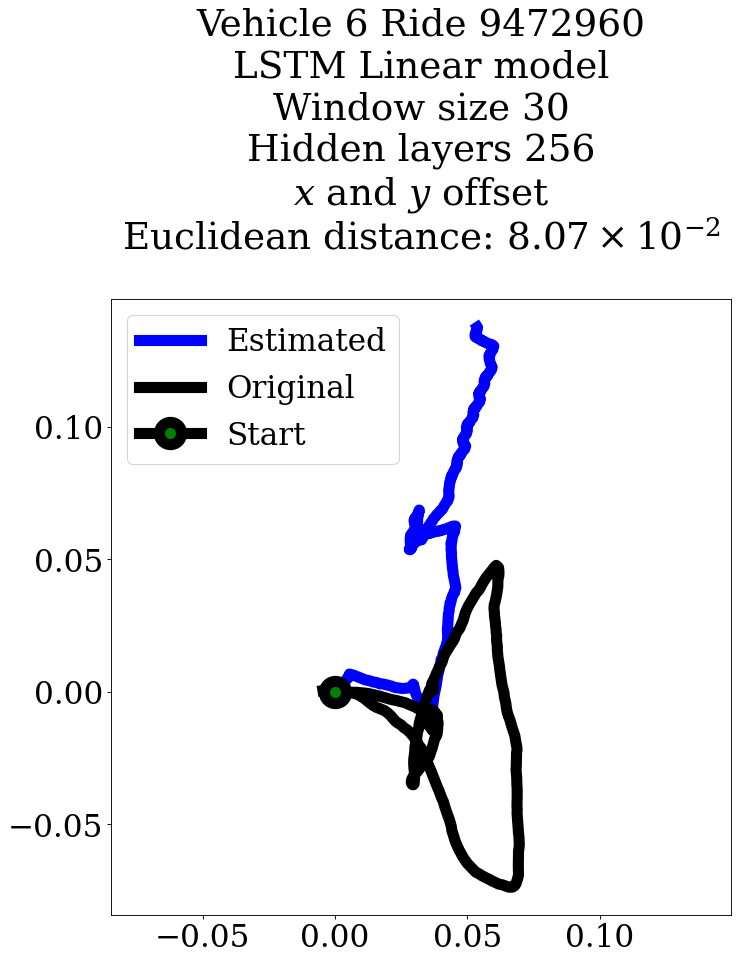 Vehicle 6 Ride 9472960
LSTM Linear model
Window size 30
Hidden layers 256
x and y offset
Euclidean distance: 8.07 × 10⁻²
Estimated
Original
Start
0.10
0.05
0.00
−0.05
−0.05 0.00 0.05 0.10